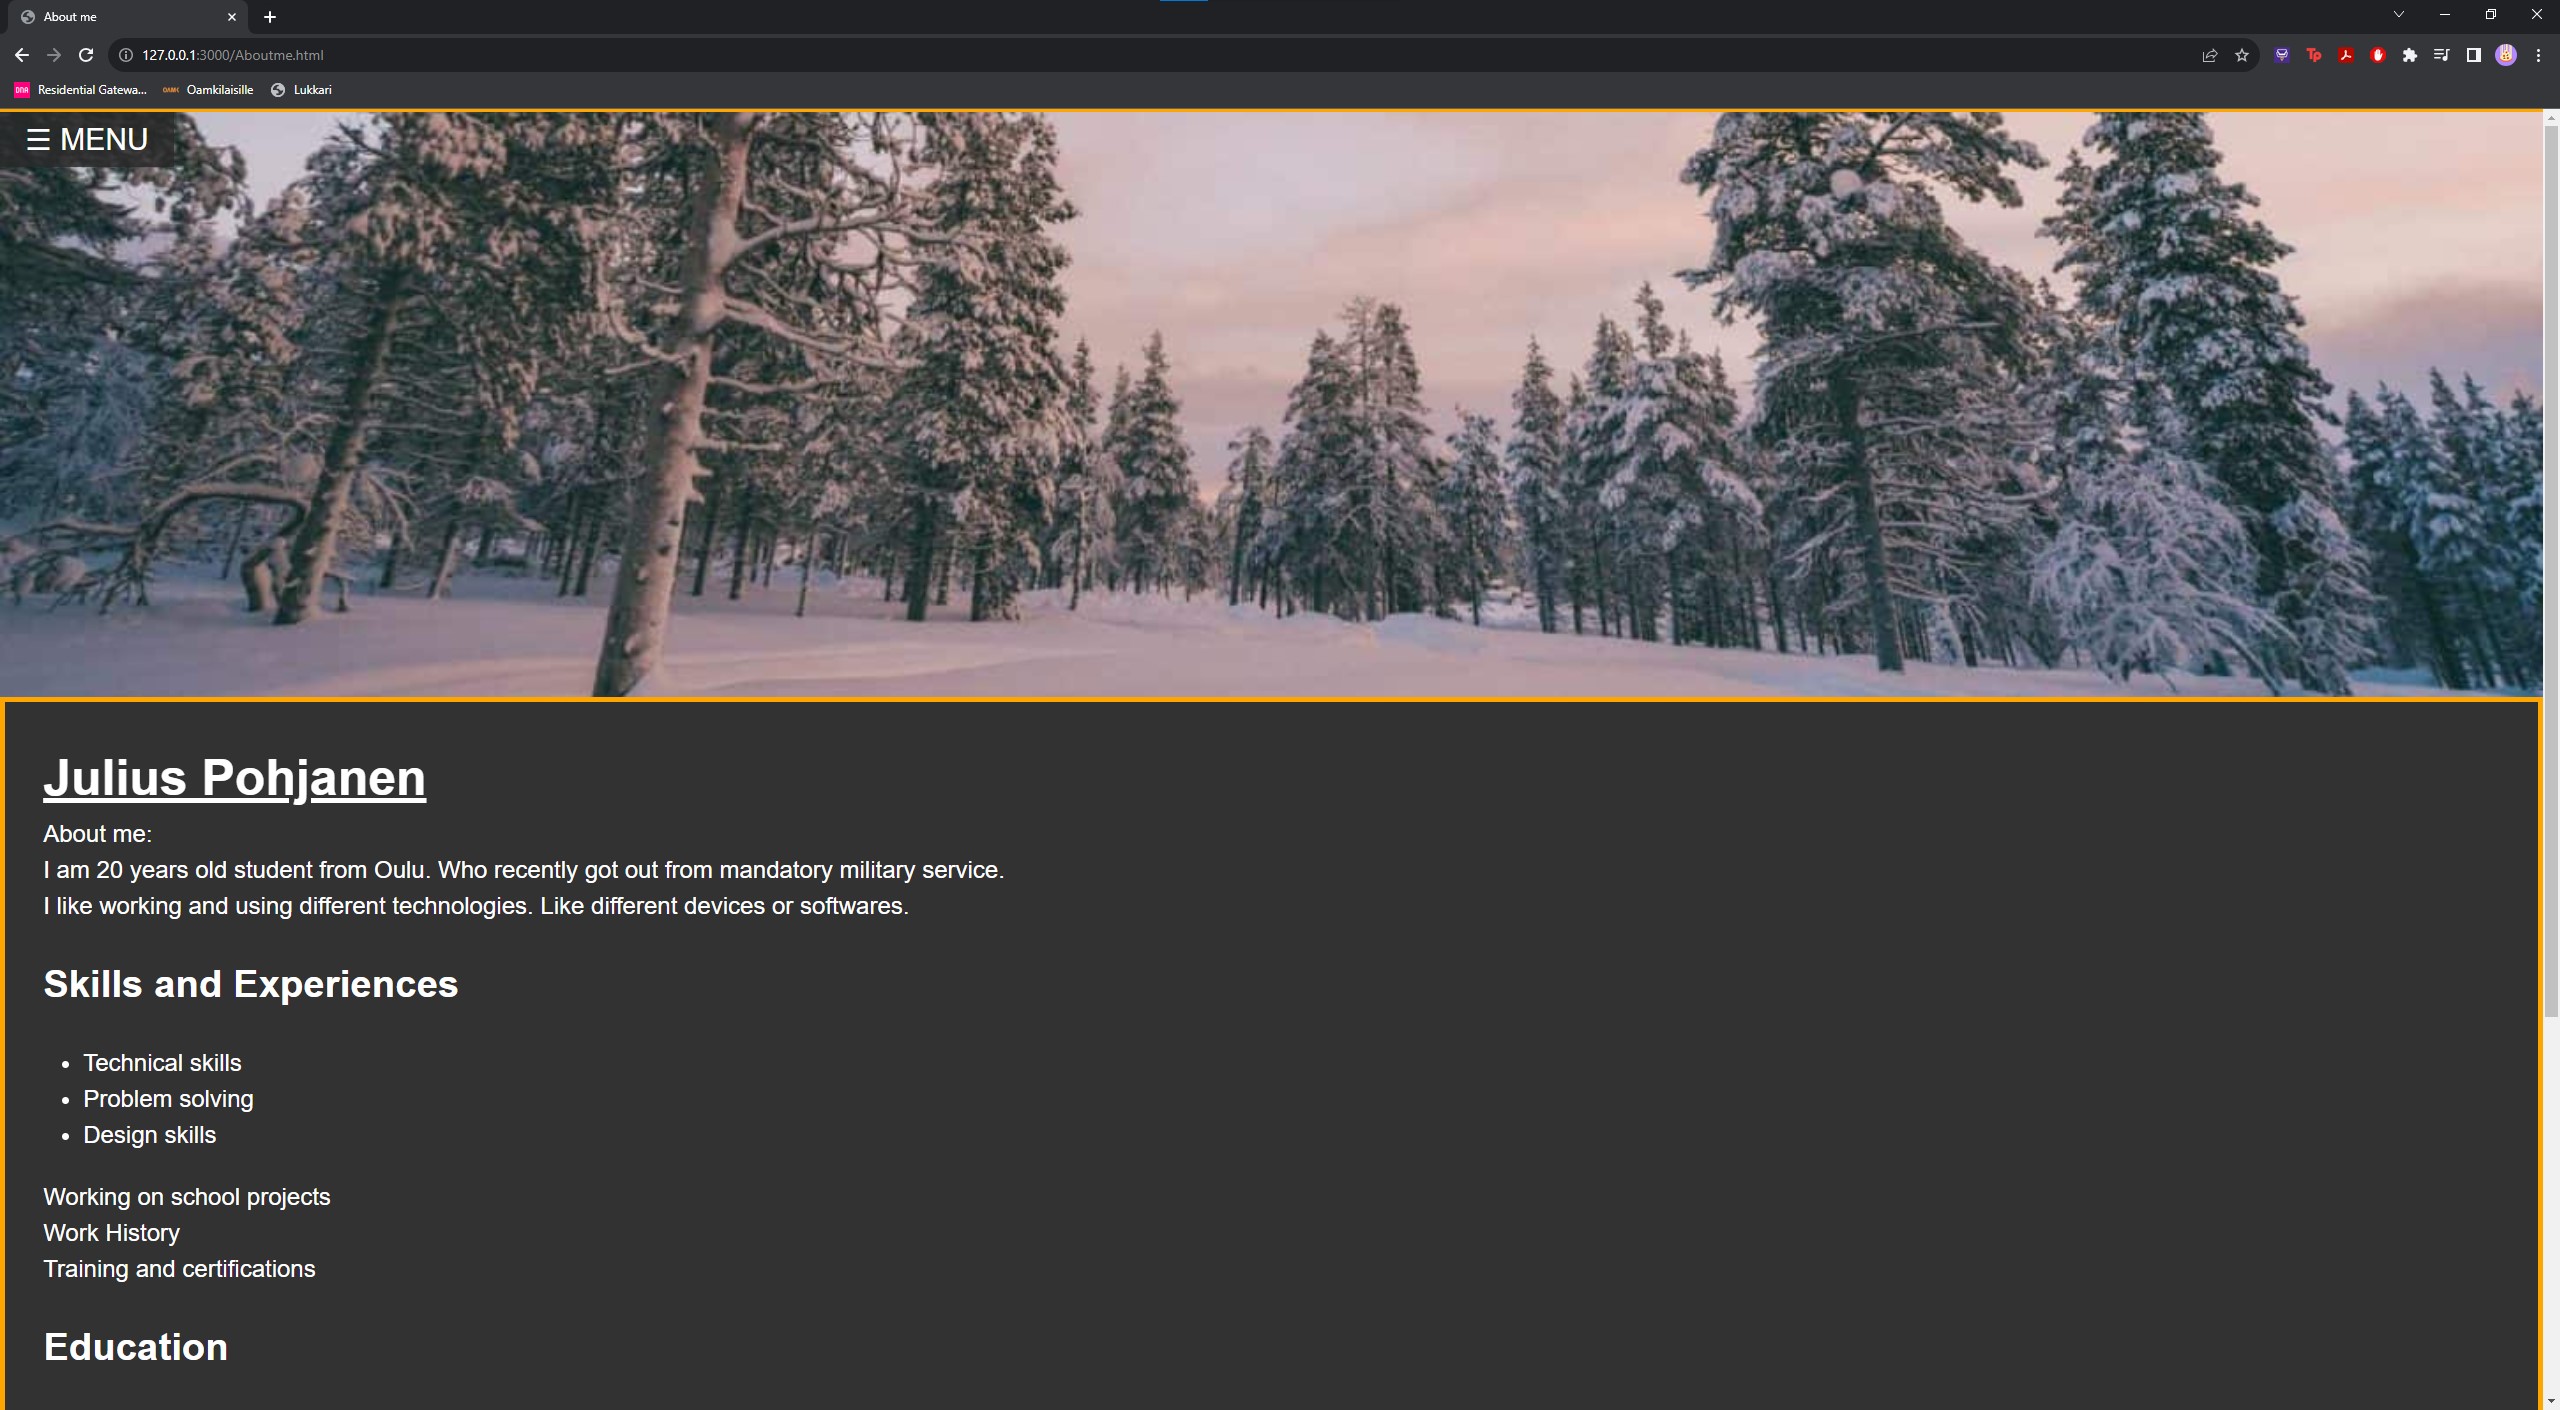 About me
127.0.0.1:3000/Aboutme.html
Tp
DNA Residential Gatewa... OAMK Oamkilaisille Lukkari
☰ MENU
Julius Pohjanen
About me:
I am 20 years old student from Oulu. Who recently got out from mandatory military service.
I like working and using different technologies. Like different devices or softwares.
Skills and Experiences
• Technical skills
• Problem solving
• Design skills
Working on school projects
Work History
Training and certifications
Education